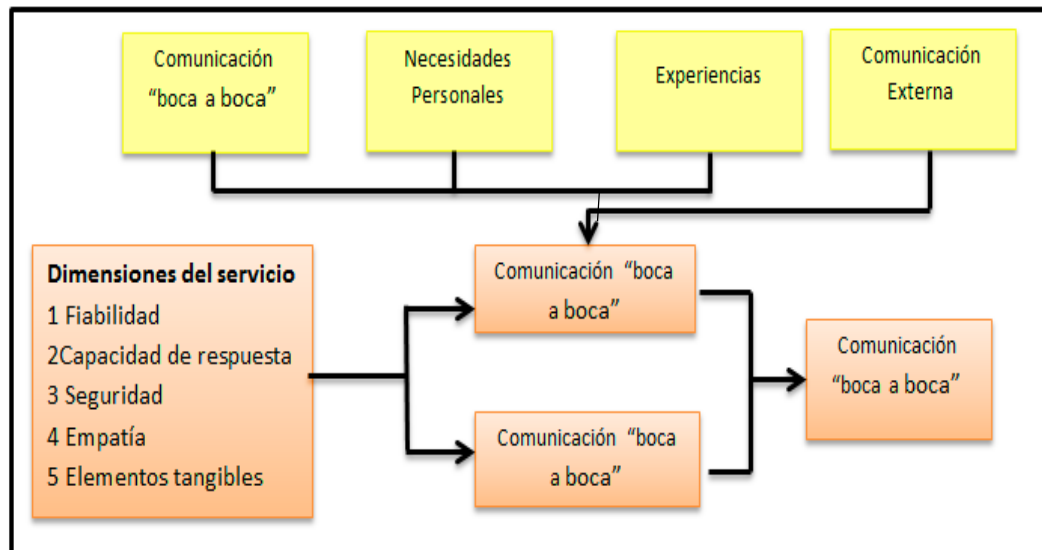 Comunicación
“boca a boca”
Necesidades
Personales
Experiencias
Comunicación
Externa
Dimensiones del servicio
1 Fiabilidad
2Capacidad de respuesta
3 Seguridad
4 Empatía
5 Elementos tangibles
Comunicación “boca
a boca”
Comunicación “boca
a boca”
Comunicación
“boca a boca”